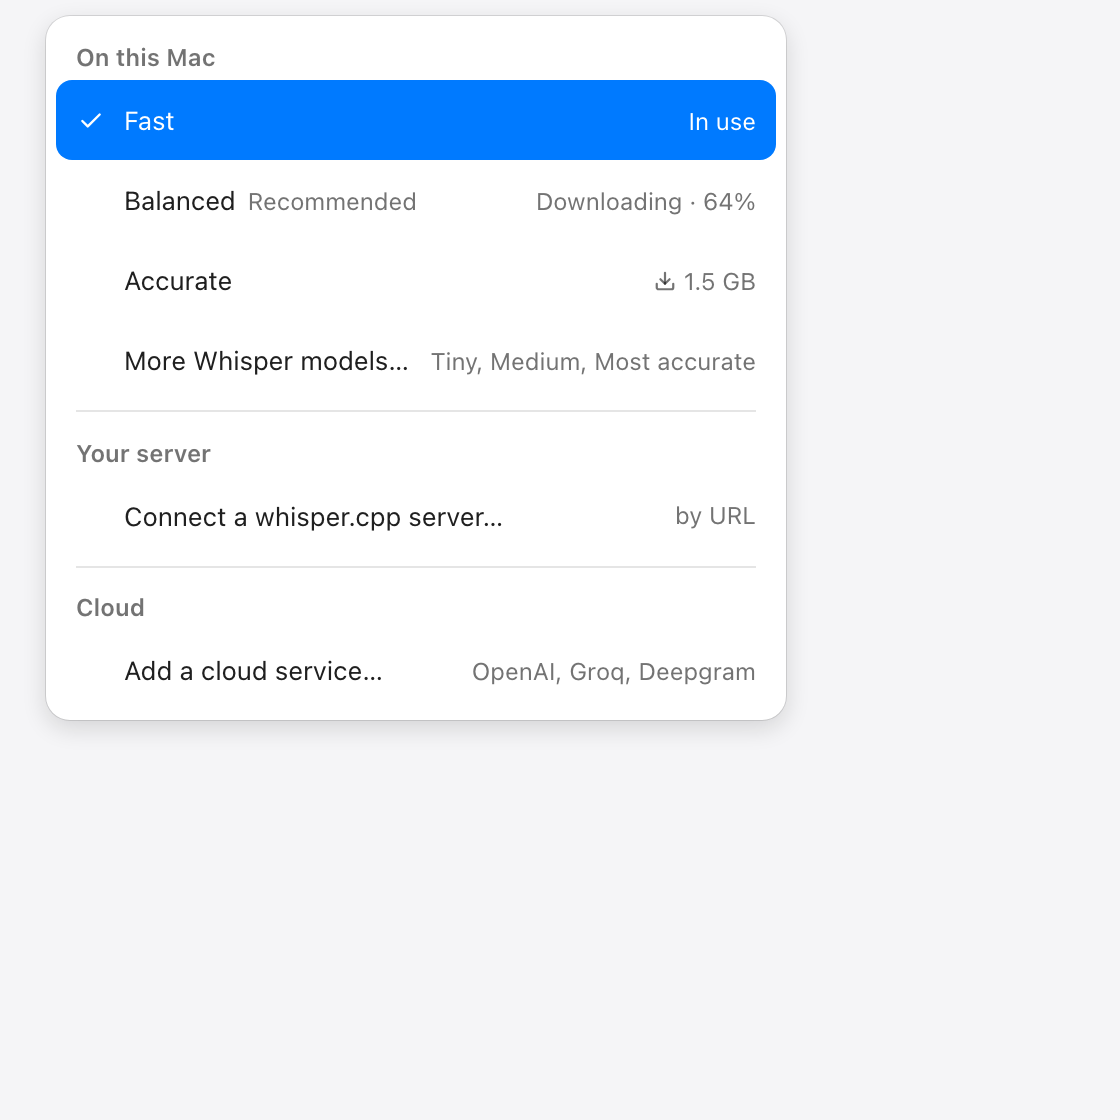 On this Mac
Fast In use
Balanced Recommended Downloading · 64%
Accurate 1.5 GB
More Whisper models... Tiny, Medium, Most accurate
Your server
Connect a whisper.cpp server... by URL
Cloud
Add a cloud service... OpenAI, Groq, Deepgram